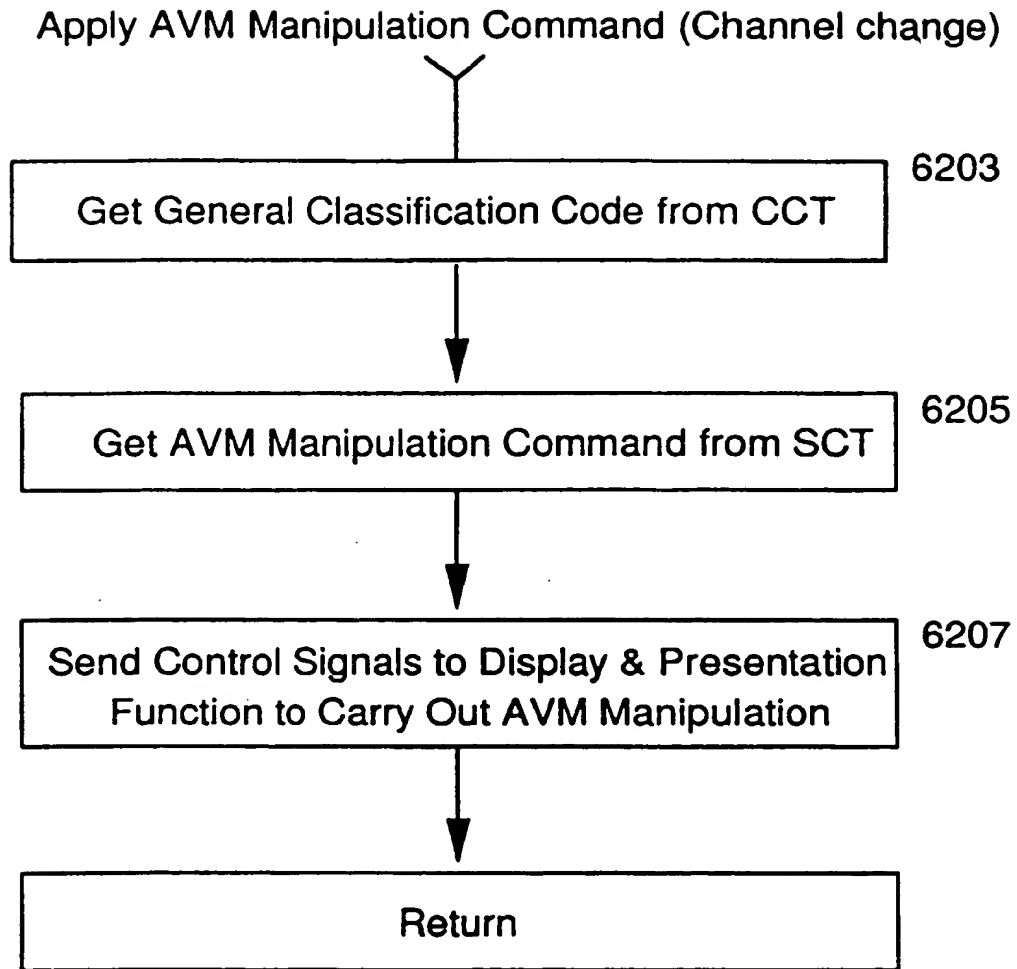 Apply AVM Manipulation Command (Channel change)
6203
Get General Classification Code from CCT
6205
Get AVM Manipulation Command from SCT
6207
Send Control Signals to Display & Presentation
Function to Carry Out AVM Manipulation
Return